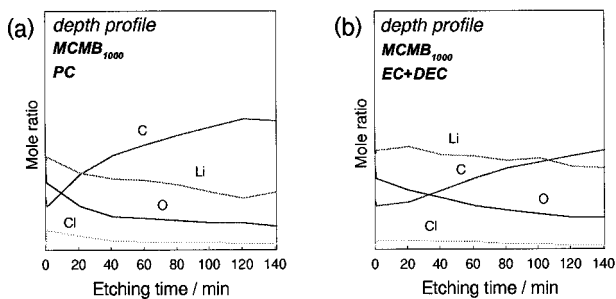 (a)
depth profile
MCMB1000
PC
C
Li
O
Cl
Mole ratio
0 20 40 60 80 100 120 140
Etching time / min
(b)
depth profile
MCMB1000
EC+DEC
Li
C
O
Cl
Mole ratio
0 20 40 60 80 100 120 140
Etching time / min